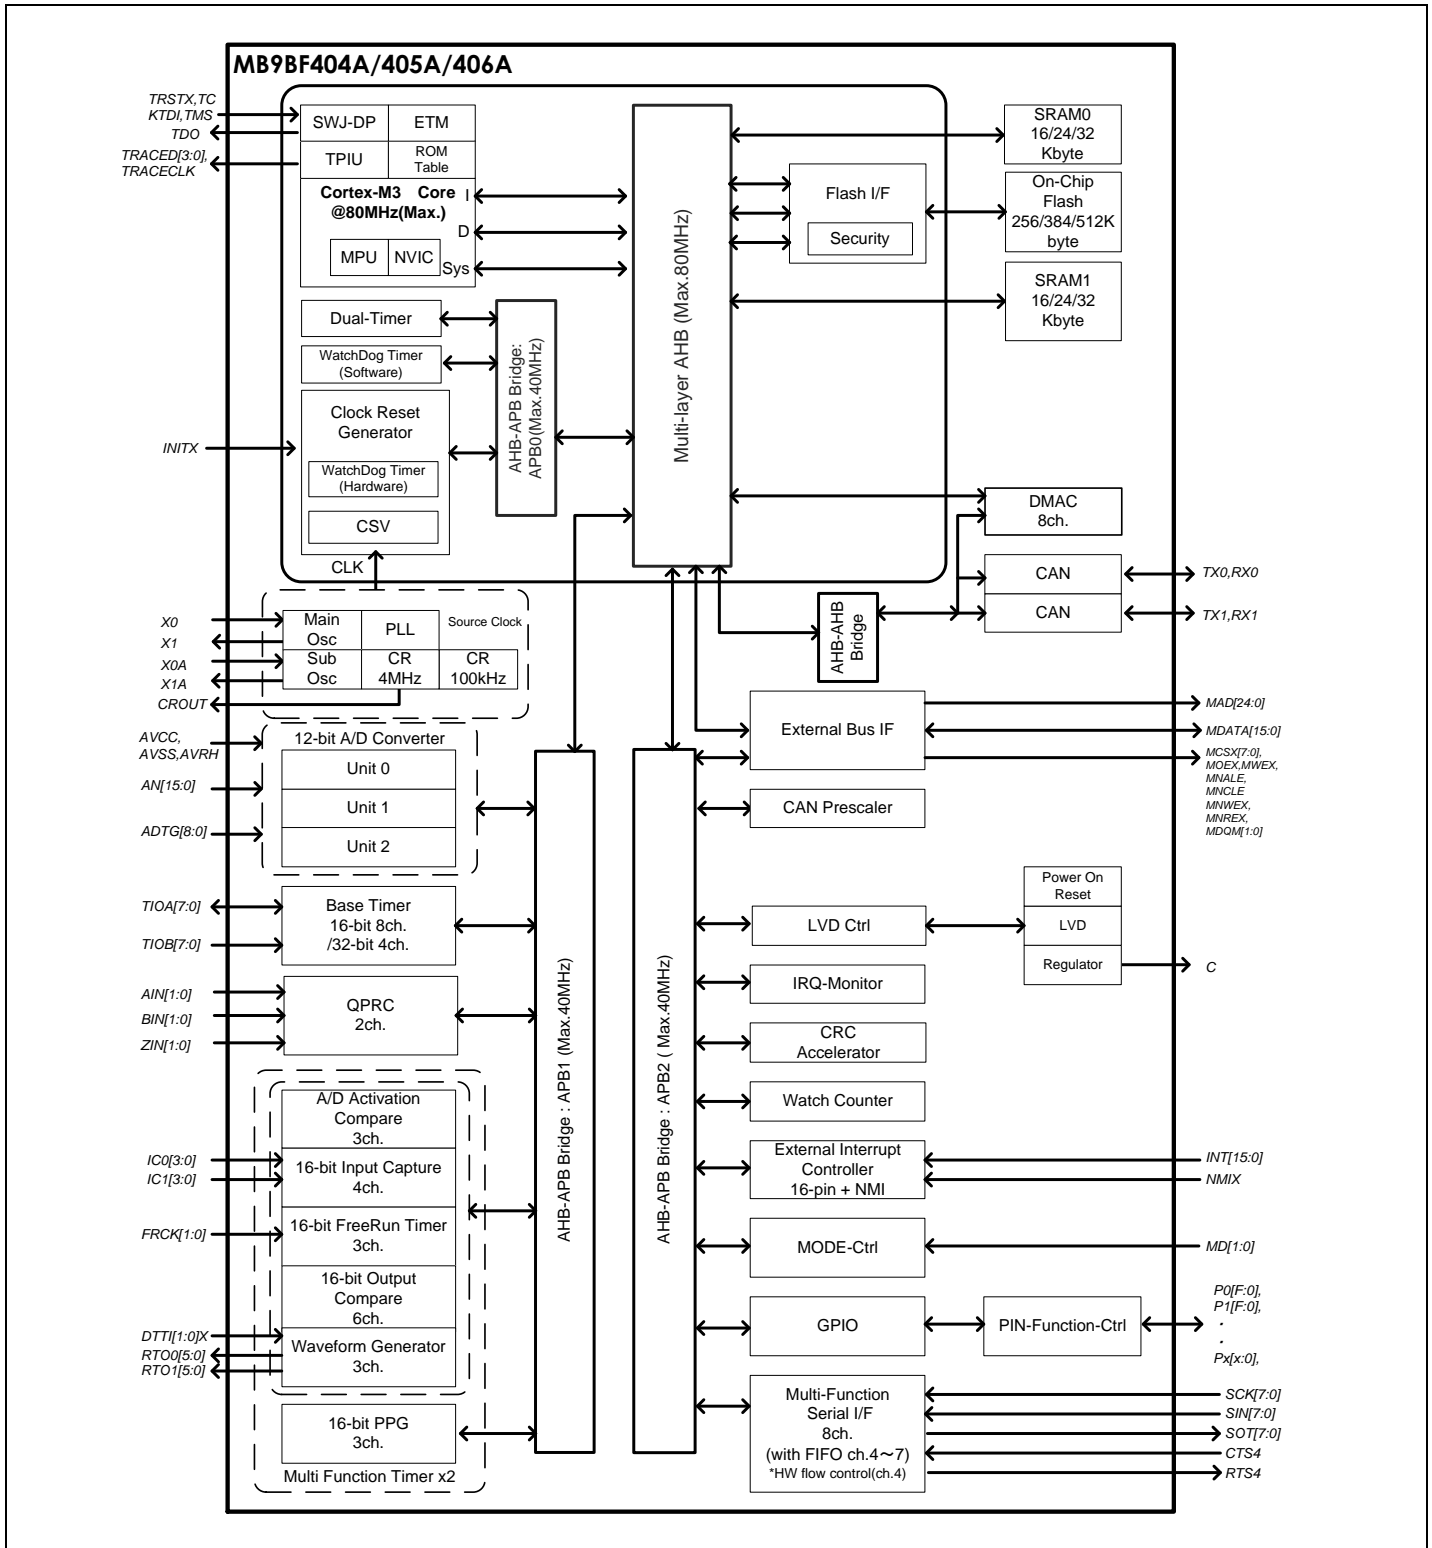 MB9BF404A/405A/406A
TRSTX,TC
KTDI,TMS
TDO
TRACED[3:0],
TRACECLK
SWJ-DP
ETM
TPIU
ROM
Table
Cortex-M3 Core
@80MHz(Max.)
I
D
Sys
MPU
NVIC
Dual-Timer
WatchDog Timer
(Software)
Clock Reset
Generator
WatchDog Timer
(Hardware)
CSV
CLK
INITX
AHB-APB Bridge:
APB0(Max.40MHz)
Multi-layer AHB (Max.80MHz)
Flash I/F
Security
SRAM0
16/24/32
Kbyte
On-Chip
Flash
256/384/512K
byte
SRAM1
16/24/32
Kbyte
DMAC
8ch.
CAN
TX0,RX0
CAN
TX1,RX1
AHB-AHB
Bridge
X0
X1
X0A
X1A
CROUT
Main
Osc
PLL
Source Clock
Sub
Osc
CR
4MHz
CR
100kHz
AVCC,
AVSS,AVRH
AN[15:0]
ADTG[8:0]
12-bit A/D Converter
Unit 0
Unit 1
Unit 2
TIOA[7:0]
TIOB[7:0]
Base Timer
16-bit 8ch.
/32-bit 4ch.
AIN[1:0]
BIN[1:0]
ZIN[1:0]
QPRC
2ch.
A/D Activation
Compare
3ch.
IC0[3:0]
IC1[3:0]
16-bit Input Capture
4ch.
FRCK[1:0]
16-bit FreeRun Timer
3ch.
16-bit Output
Compare
6ch.
DTTI[1:0]X
RTO0[5:0]
RTO1[5:0]
Waveform Generator
3ch.
16-bit PPG
3ch.
Multi Function Timer x2
AHB-APB Bridge : APB1 (Max.40MHz)
AHB-APB Bridge : APB2 ( Max.40MHz)
External Bus IF
MAD[24:0]
MDATA[15:0]
MCSX[7:0],
MOEX,MWEX,
MNALE,
MNCLE
MNWEX,
MNREX,
MDQM[1:0]
CAN Prescaler
LVD Ctrl
Power On
Reset
LVD
Regulator
C
IRQ-Monitor
CRC
Accelerator
Watch Counter
External Interrupt
Controller
16-pin + NMI
INT[15:0]
NMIX
MODE-Ctrl
MD[1:0]
GPIO
PIN-Function-Ctrl
P0[F:0],
P1[F:0],
・
・
Px[x:0],
Multi-Function
Serial I/F
8ch.
(with FIFO ch.4～7)
*HW flow control(ch.4)
SCK[7:0]
SIN[7:0]
SOT[7:0]
CTS4
RTS4